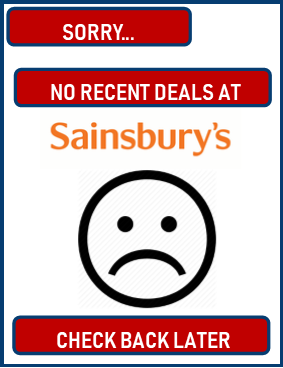 SORRY...
NO RECENT DEALS AT
Sainsbury's
CHECK BACK LATER